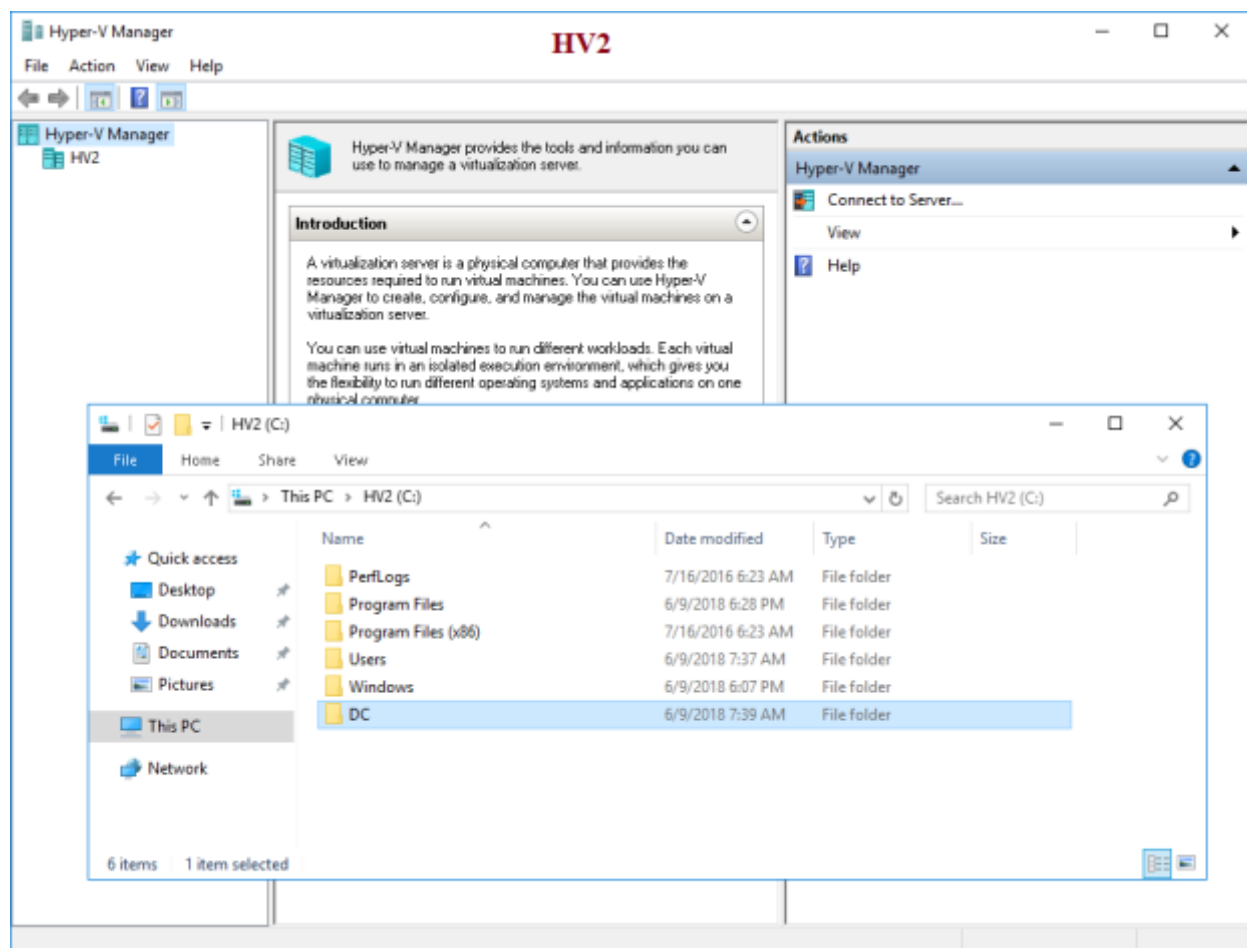 Hyper-V Manager
HV2
File Action View Help
Hyper-V Manager
HV2
Hyper-V Manager provides the tools and information you can
use to manage a virtualization server.
Introduction
A virtualization server is a physical computer that provides the
resources required to run virtual machines. You can use Hyper-V
Manager to create, configure, and manage the virtual machines on a
virtualization server.
You can use virtual machines to run different workloads. Each virtual
machine runs in an isolated execution environment, which gives you
the flexibility to run different operating systems and applications on one
physical computer.
Actions
Hyper-V Manager
Connect to Server...
View
Help
HV2 (C:)
File Home Share View
This PC > HV2 (C:)
Search HV2 (C:)
Quick access
Desktop
Downloads
Documents
Pictures
This PC
Network
Name Date modified Type Size
PerfLogs 7/16/2016 6:23 AM File folder
Program Files 6/9/2018 6:28 PM File folder
Program Files (x86) 7/16/2016 6:23 AM File folder
Users 6/9/2018 7:37 AM File folder
Windows 6/9/2018 6:07 PM File folder
DC 6/9/2018 7:39 AM File folder
6 items 1 item selected